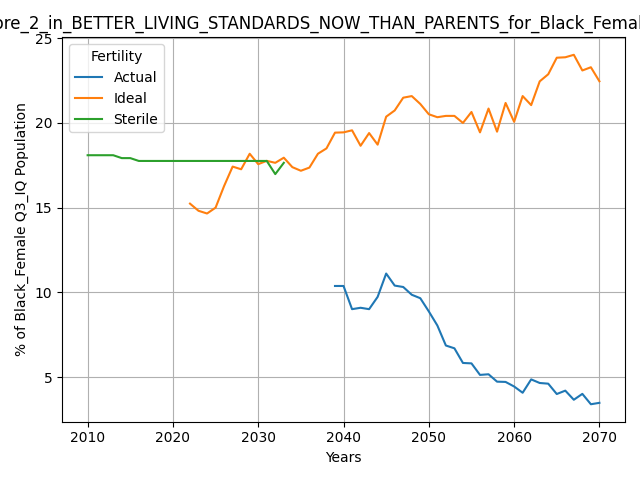 ore_2_in_BETTER_LIVING_STANDARDS_NOW_THAN_PARENTS_for_Black_Femal
Fertility
Actual
Ideal
Sterile
% of Black_Female Q3_IQ Population
25
20
15
10
5
2010 2020 2030 2040 2050 2060 2070
Years